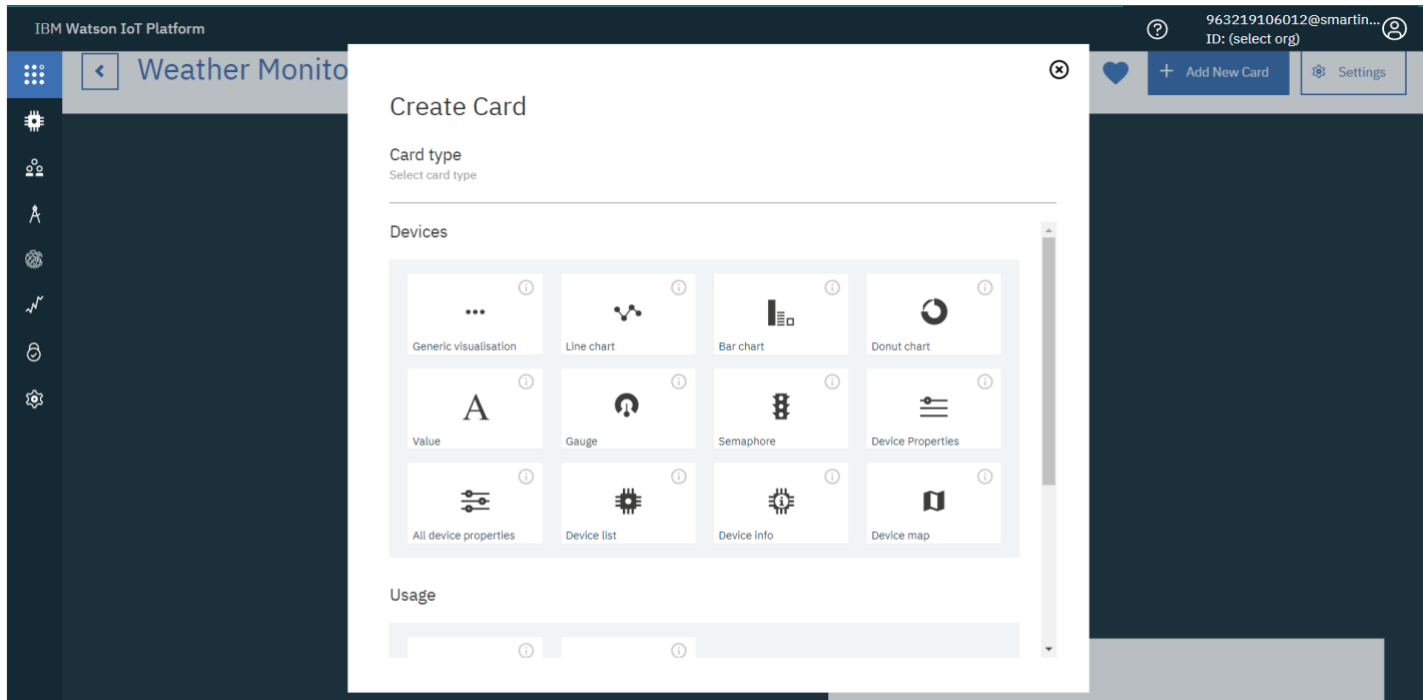 IBM Watson IoT Platform
963219106012@smartin...
ID: (select org)
Weather Monito
Add New Card
Settings
Create Card
Card type
Select card type
Devices
Generic visualisation
Line chart
Bar chart
Donut chart
A
Value
Gauge
Semaphore
Device Properties
All device properties
Device list
Device info
Device map
Usage